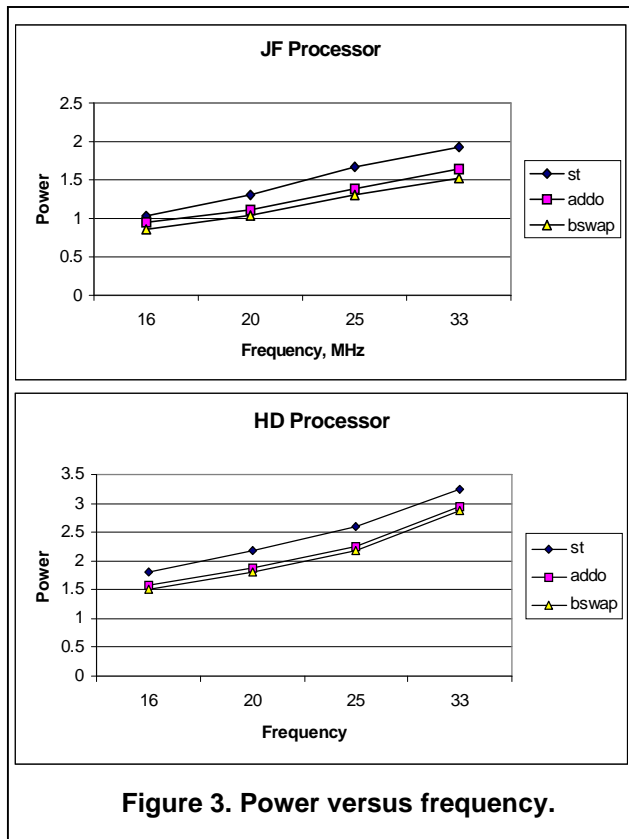 JF Processor
2.5
2
1.5
1
0.5
0
Power
16 20 25 33
Frequency, MHz
st
addo
bswap
HD Processor
3.5
3
2.5
2
1.5
1
0.5
0
Power
16 20 25 33
Frequency
st
addo
bswap
Figure 3. Power versus frequency.